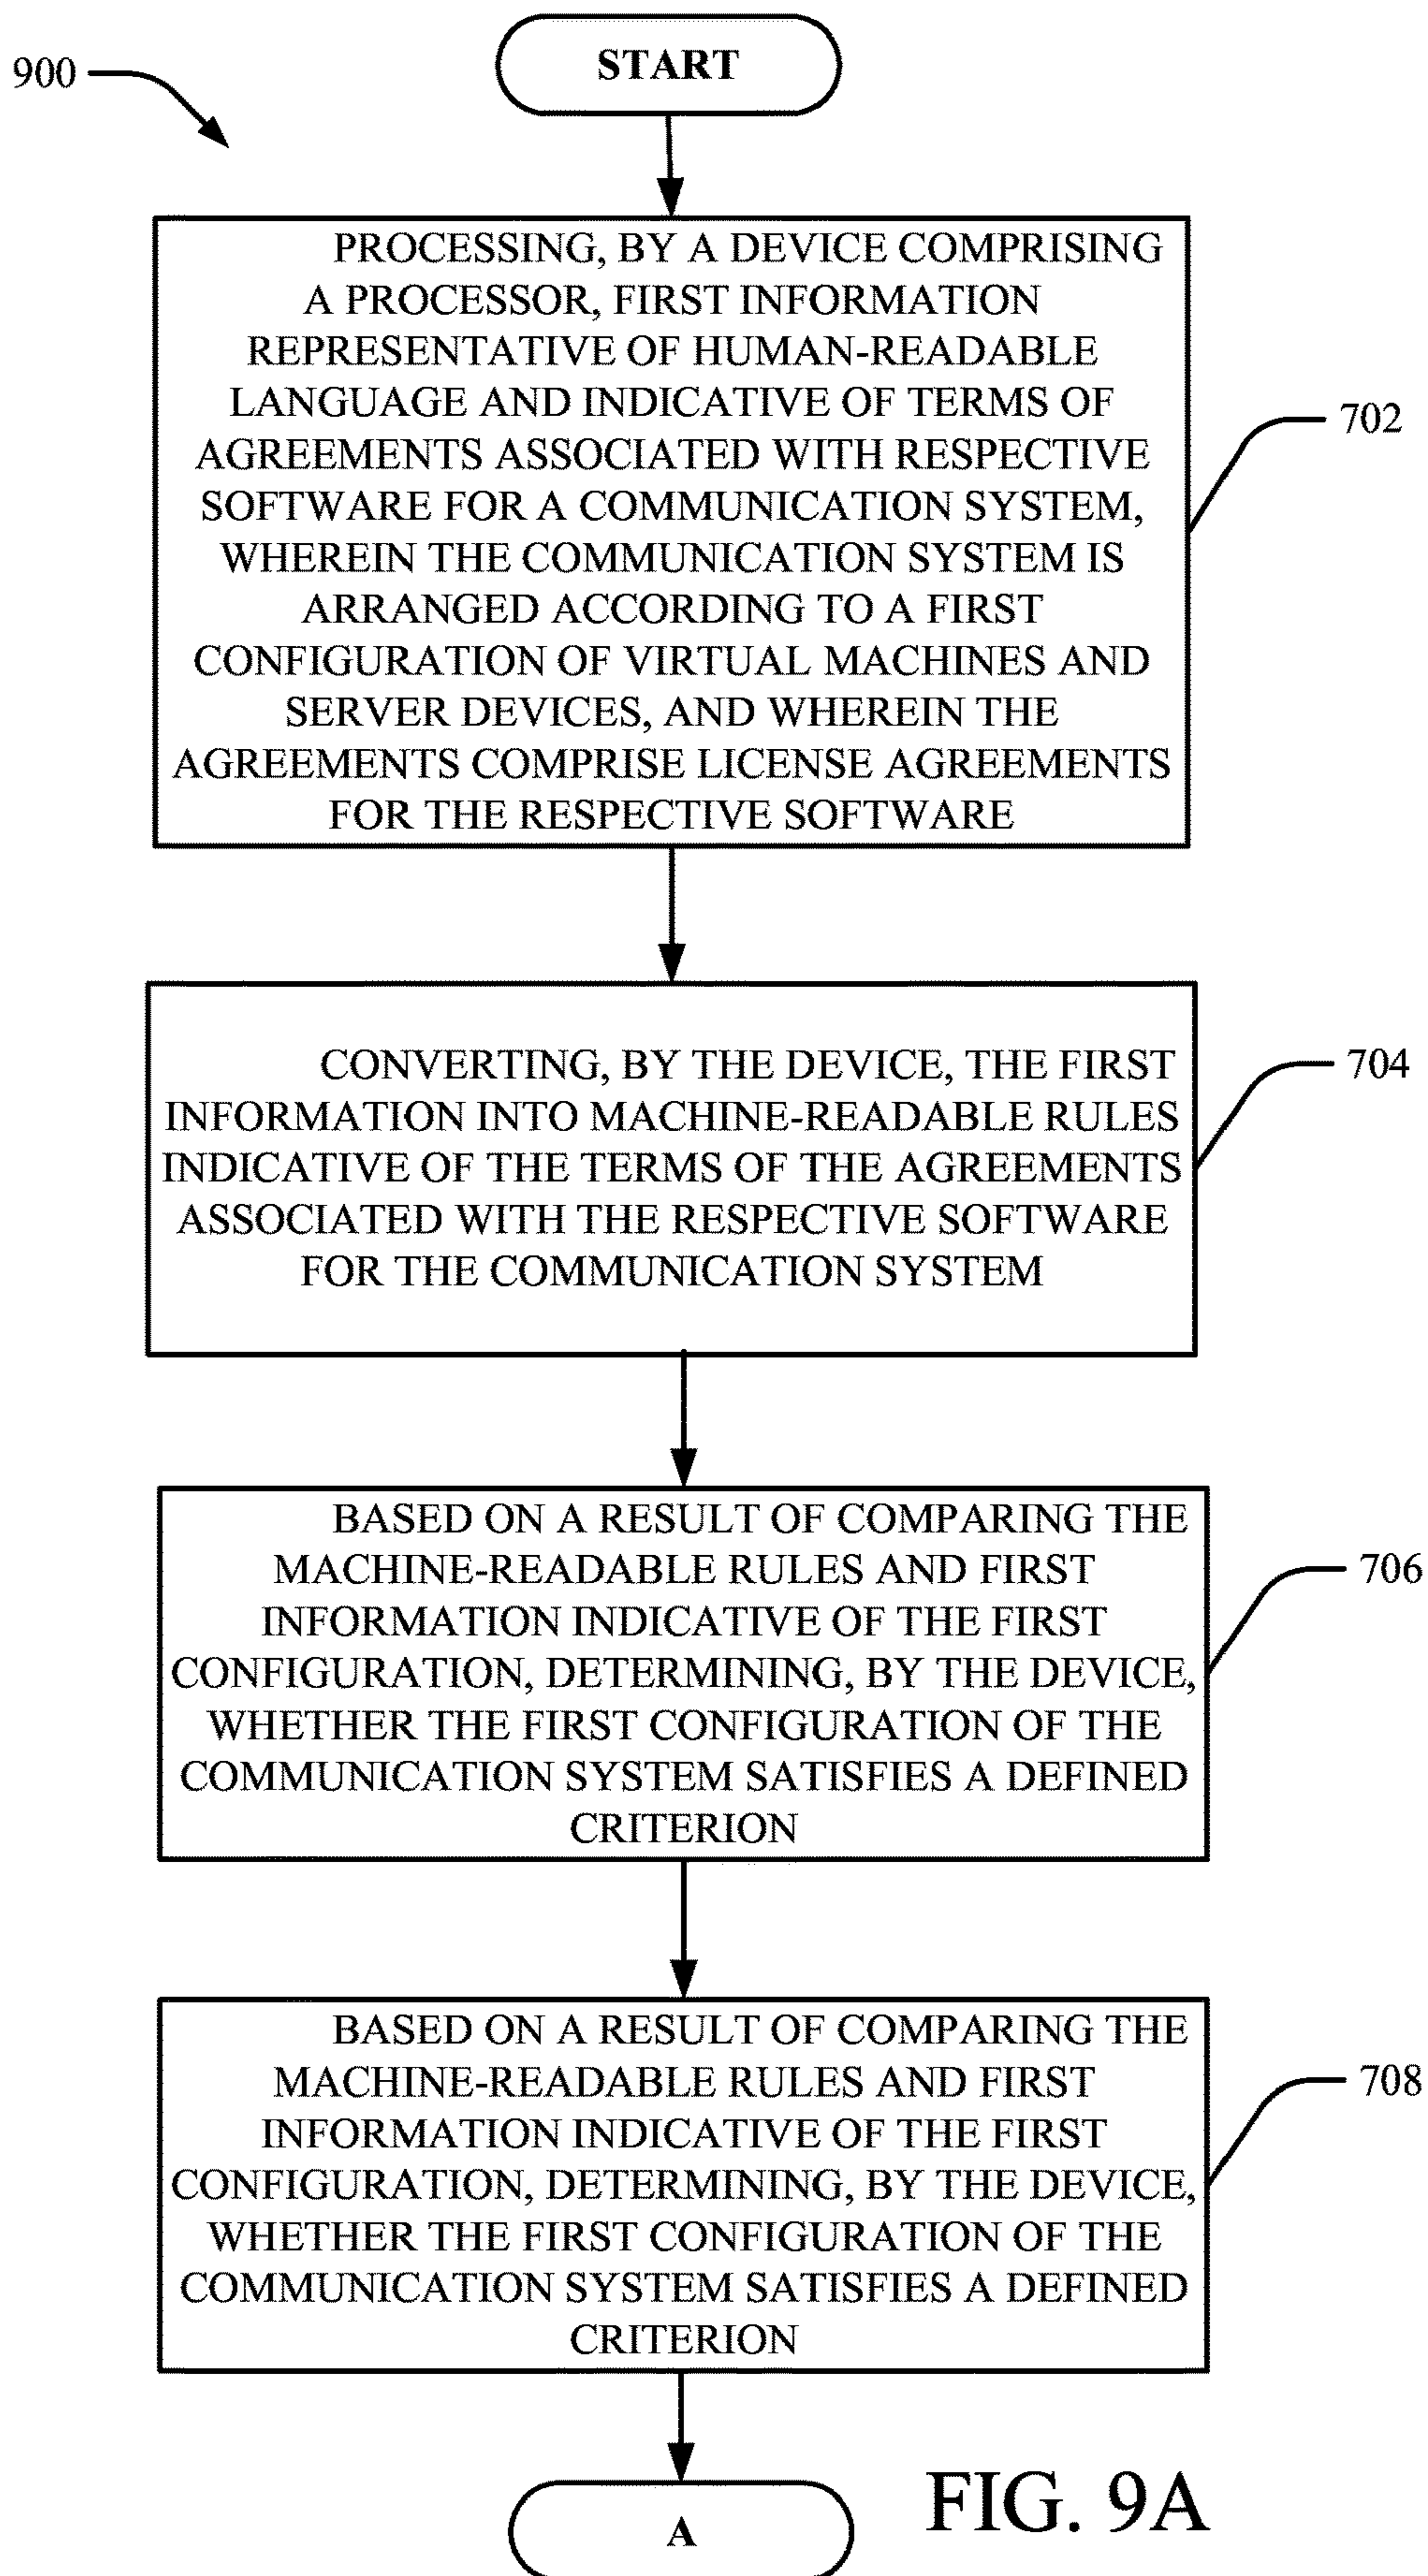 START
900
PROCESSING, BY A DEVICE COMPRISING
A PROCESSOR, FIRST INFORMATION
REPRESENTATIVE OF HUMAN-READABLE
LANGUAGE AND INDICATIVE OF TERMS OF
AGREEMENTS ASSOCIATED WITH RESPECTIVE
SOFTWARE FOR A COMMUNICATION SYSTEM,
WHEREIN THE COMMUNICATION SYSTEM IS
ARRANGED ACCORDING TO A FIRST
CONFIGURATION OF VIRTUAL MACHINES AND
SERVER DEVICES, AND WHEREIN THE
AGREEMENTS COMPRISE LICENSE AGREEMENTS
FOR THE RESPECTIVE SOFTWARE
702
CONVERTING, BY THE DEVICE, THE FIRST
INFORMATION INTO MACHINE-READABLE RULES
INDICATIVE OF THE TERMS OF THE AGREEMENTS
ASSOCIATED WITH THE RESPECTIVE SOFTWARE
FOR THE COMMUNICATION SYSTEM
704
BASED ON A RESULT OF COMPARING THE
MACHINE-READABLE RULES AND FIRST
INFORMATION INDICATIVE OF THE FIRST
CONFIGURATION, DETERMINING, BY THE DEVICE,
WHETHER THE FIRST CONFIGURATION OF THE
COMMUNICATION SYSTEM SATISFIES A DEFINED
CRITERION
706
BASED ON A RESULT OF COMPARING THE
MACHINE-READABLE RULES AND FIRST
INFORMATION INDICATIVE OF THE FIRST
CONFIGURATION, DETERMINING, BY THE DEVICE,
WHETHER THE FIRST CONFIGURATION OF THE
COMMUNICATION SYSTEM SATISFIES A DEFINED
CRITERION
708
A
FIG. 9A